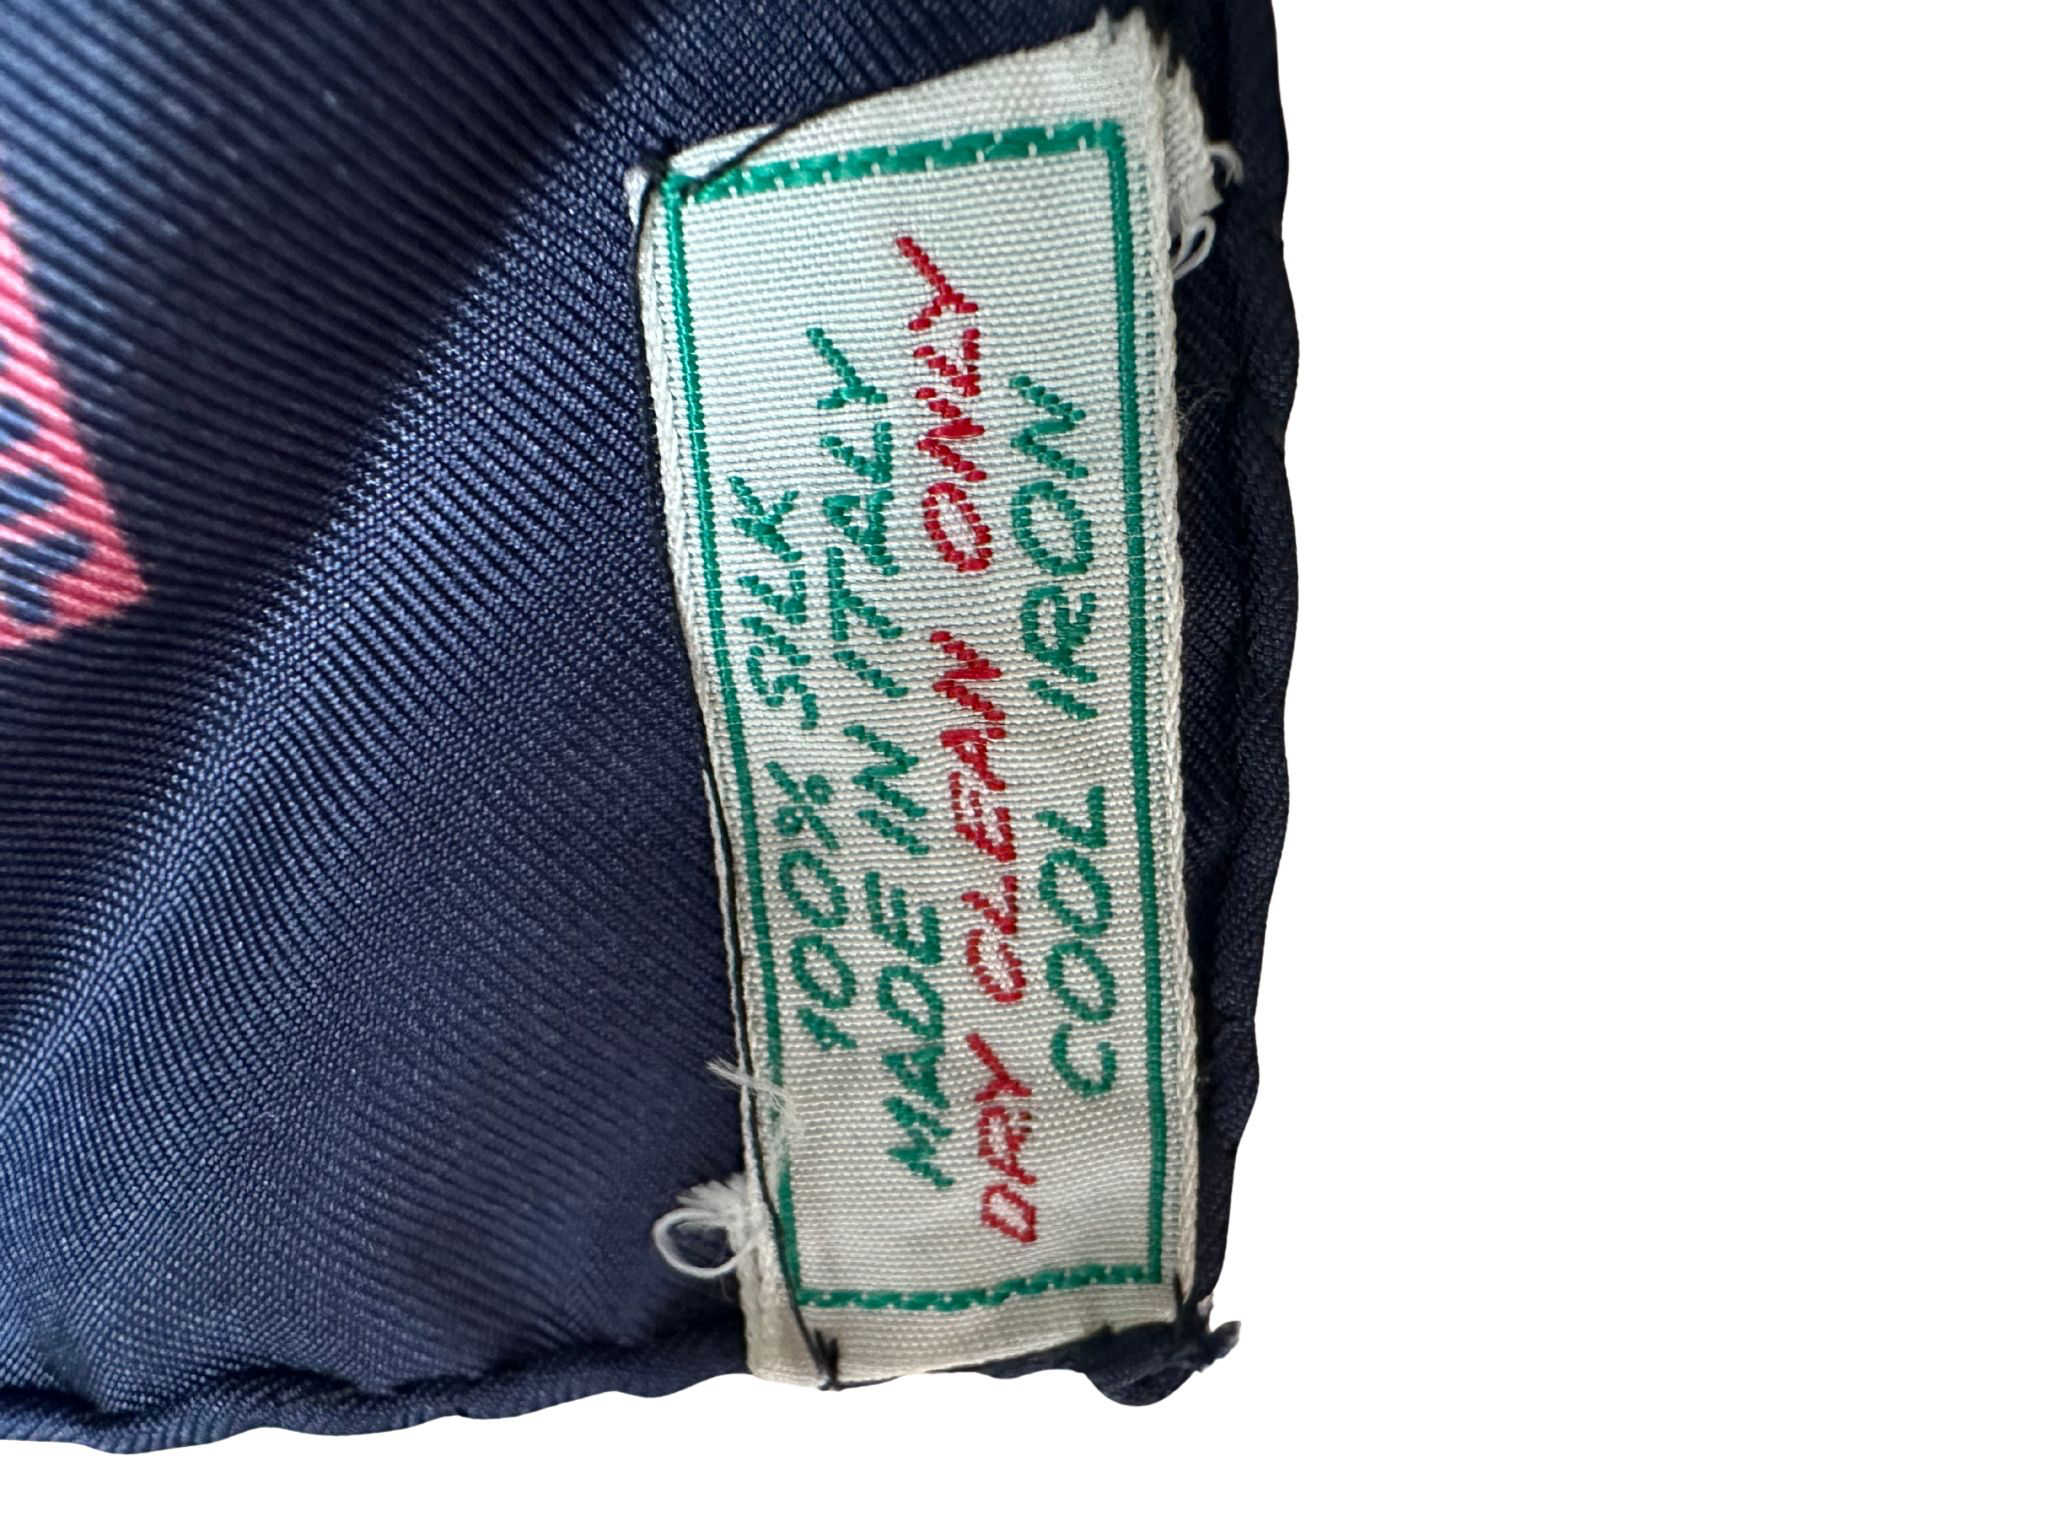 100% SILK
MADE IN ITALY
DRY CLEAN ONLY
COOL IRON